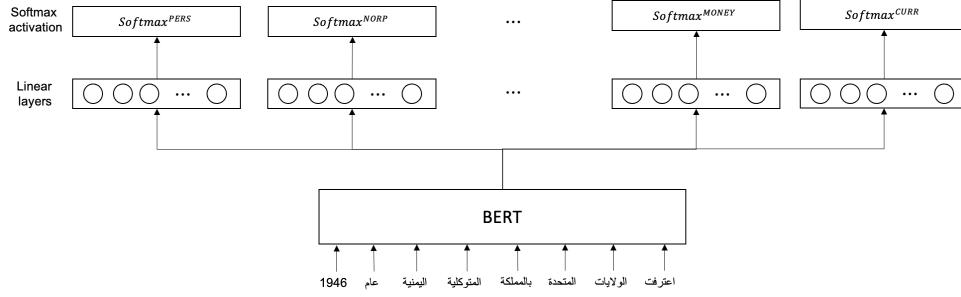 Softmax activation
Softmax^PERS
Softmax^NORP
...
Softmax^MONEY
Softmax^CURR
Linear layers
...
...
...
...
...
BERT
اعترفت الولايات المتحدة بالمملكة المتوكلية اليمنية عام 1946